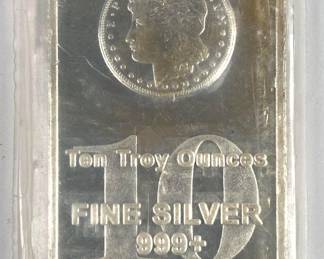 10
Ten Troy Ounces
FINE SILVER
999+